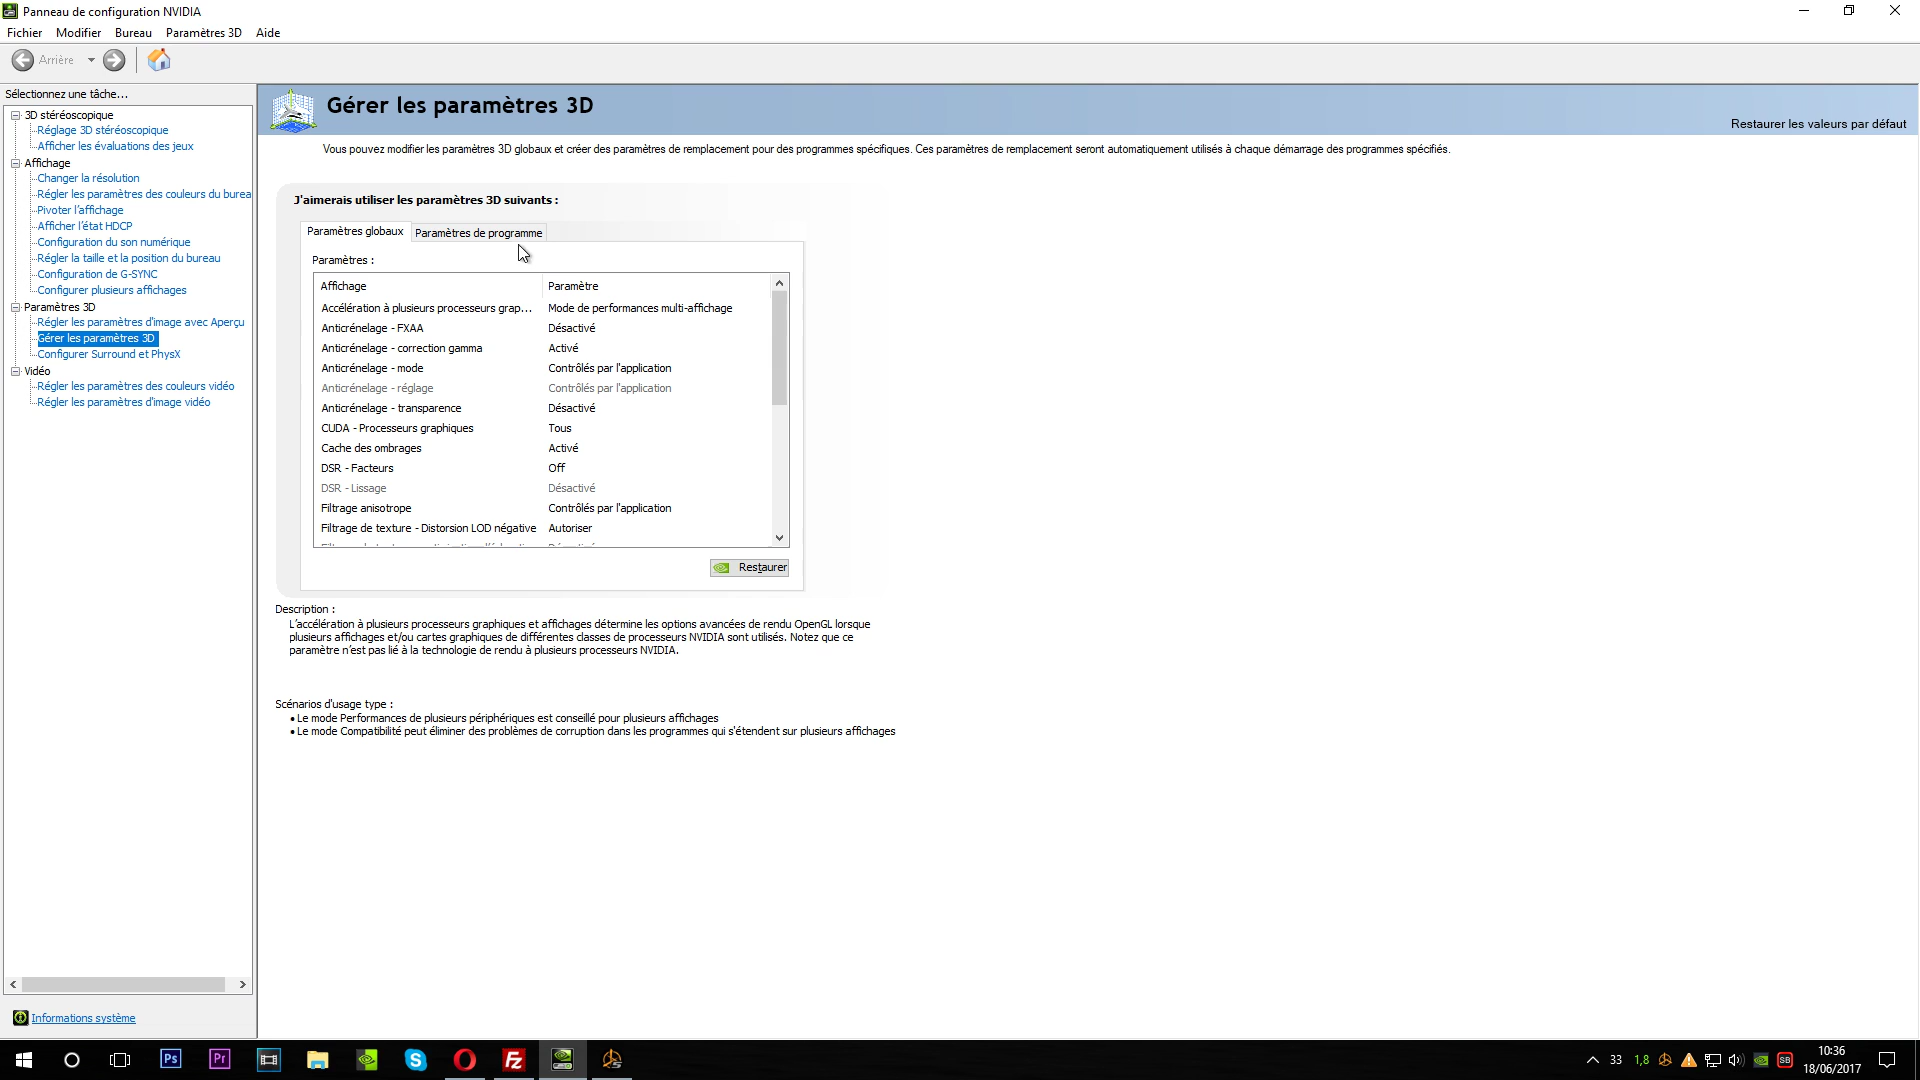 Panneau de configuration NVIDIA
Fichier Modifier Bureau Paramètres 3D Aide
Arrière
Sélectionnez une tâche...
3D stéréoscopique
Réglage 3D stéréoscopique
Afficher les évaluations des jeux
Affichage
Changer la résolution
Régler les paramètres des couleurs du burea
Pivoter l'affichage
Afficher l'état HDCP
Configuration du son numérique
Régler la taille et la position du bureau
Configuration de G-SYNC
Configurer plusieurs affichages
Paramètres 3D
Régler les paramètres d'image avec Aperçu
Gérer les paramètres 3D
Configurer Surround et PhysX
Vidéo
Régler les paramètres des couleurs vidéo
Régler les paramètres d'image vidéo
Informations système
Gérer les paramètres 3D
Restaurer les valeurs par défaut
Vous pouvez modifier les paramètres 3D globaux et créer des paramètres de remplacement pour des programmes spécifiques. Ces paramètres de remplacement seront automatiquement utilisés à chaque démarrage des programmes spécifiés.
J'aimerais utiliser les paramètres 3D suivants :
Paramètres globaux Paramètres de programme
Paramètres :
Affichage Paramètre
Accélération à plusieurs processeurs grap... Mode de performances multi-affichage
Anticrénelage - FXAA Désactivé
Anticrénelage - correction gamma Activé
Anticrénelage - mode Contrôlés par l'application
Anticrénelage - réglage Contrôlés par l'application
Anticrénelage - transparence Désactivé
CUDA - Processeurs graphiques Tous
Cache des ombrages Activé
DSR - Facteurs Off
DSR - Lissage Désactivé
Filtrage anisotrope Contrôlés par l'application
Filtrage de texture - Distorsion LOD négative Autoriser
Restaurer
Description :
L'accélération à plusieurs processeurs graphiques et affichages détermine les options avancées de rendu OpenGL lorsque
plusieurs affichages et/ou cartes graphiques de différentes classes de processeurs NVIDIA sont utilisés. Notez que ce
paramètre n'est pas lié à la technologie de rendu à plusieurs processeurs NVIDIA.
Scénarios d'usage type :
• Le mode Performances de plusieurs périphériques est conseillé pour plusieurs affichages
• Le mode Compatibilité peut éliminer des problèmes de corruption dans les programmes qui s'étendent sur plusieurs affichages
Ps Pr
33 1,8
SB
10:36
18/06/2017